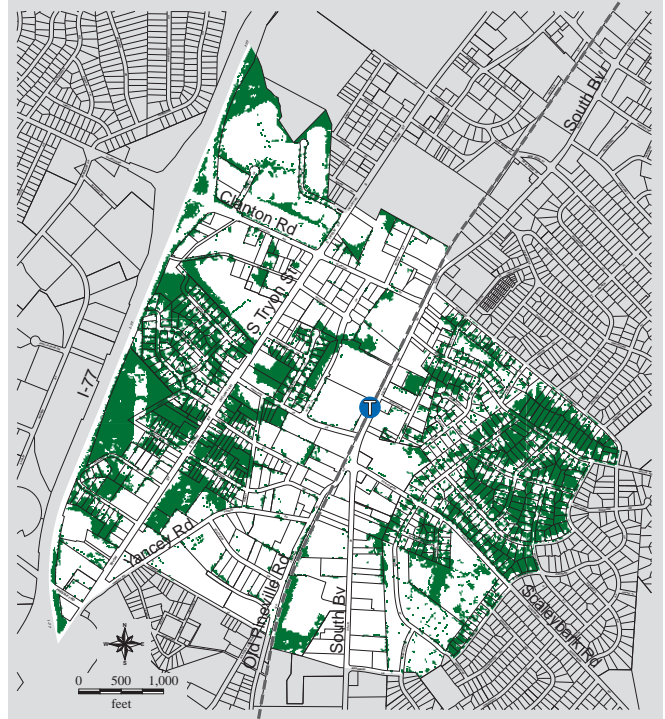 South Bv
Clanton Rd
S Tryon St
I-77
T
Yancey Rd
Old Pineville Rd
South Bv
Scaleybark Rd
N
W E
S
0 500 1,000
feet